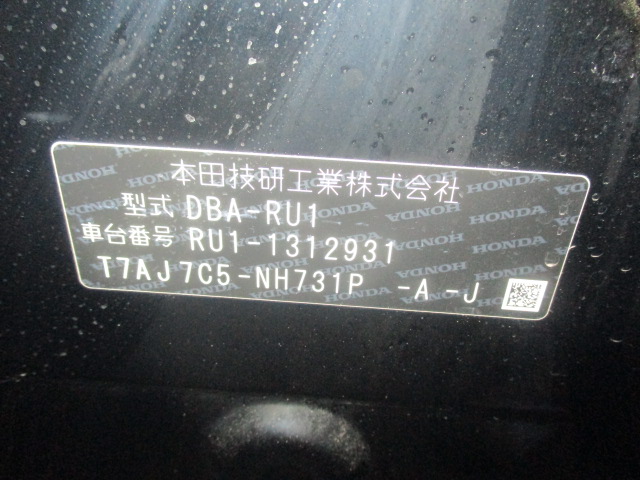 本田技研工業株式会社
型式 DBA-RU1
車台番号 RU1-1312931
T7AJ7C5-NH731P -A -J